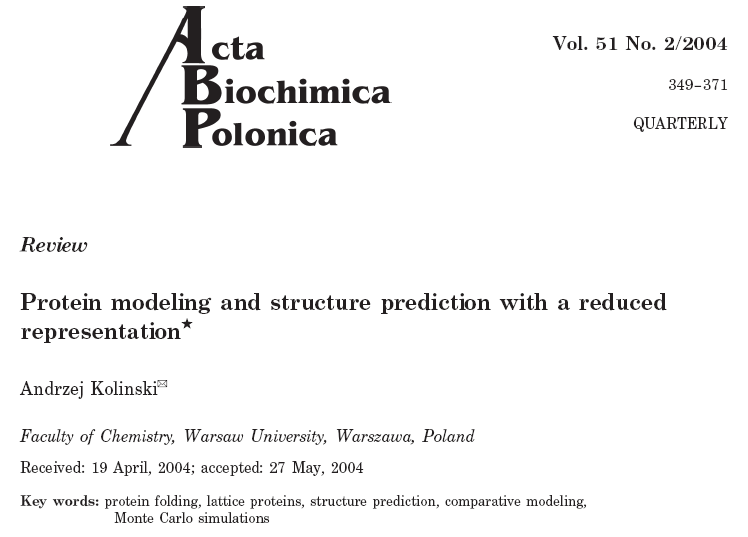 Acta
Biochimica
Polonica
Vol. 51 No. 2/2004
349–371
QUARTERLY
Review
Protein modeling and structure prediction with a reduced
representation★
Andrzej Kolinski✉
Faculty of Chemistry, Warsaw University, Warszawa, Poland
Received: 19 April, 2004; accepted: 27 May, 2004
Key words: protein folding, lattice proteins, structure prediction, comparative modeling,
Monte Carlo simulations